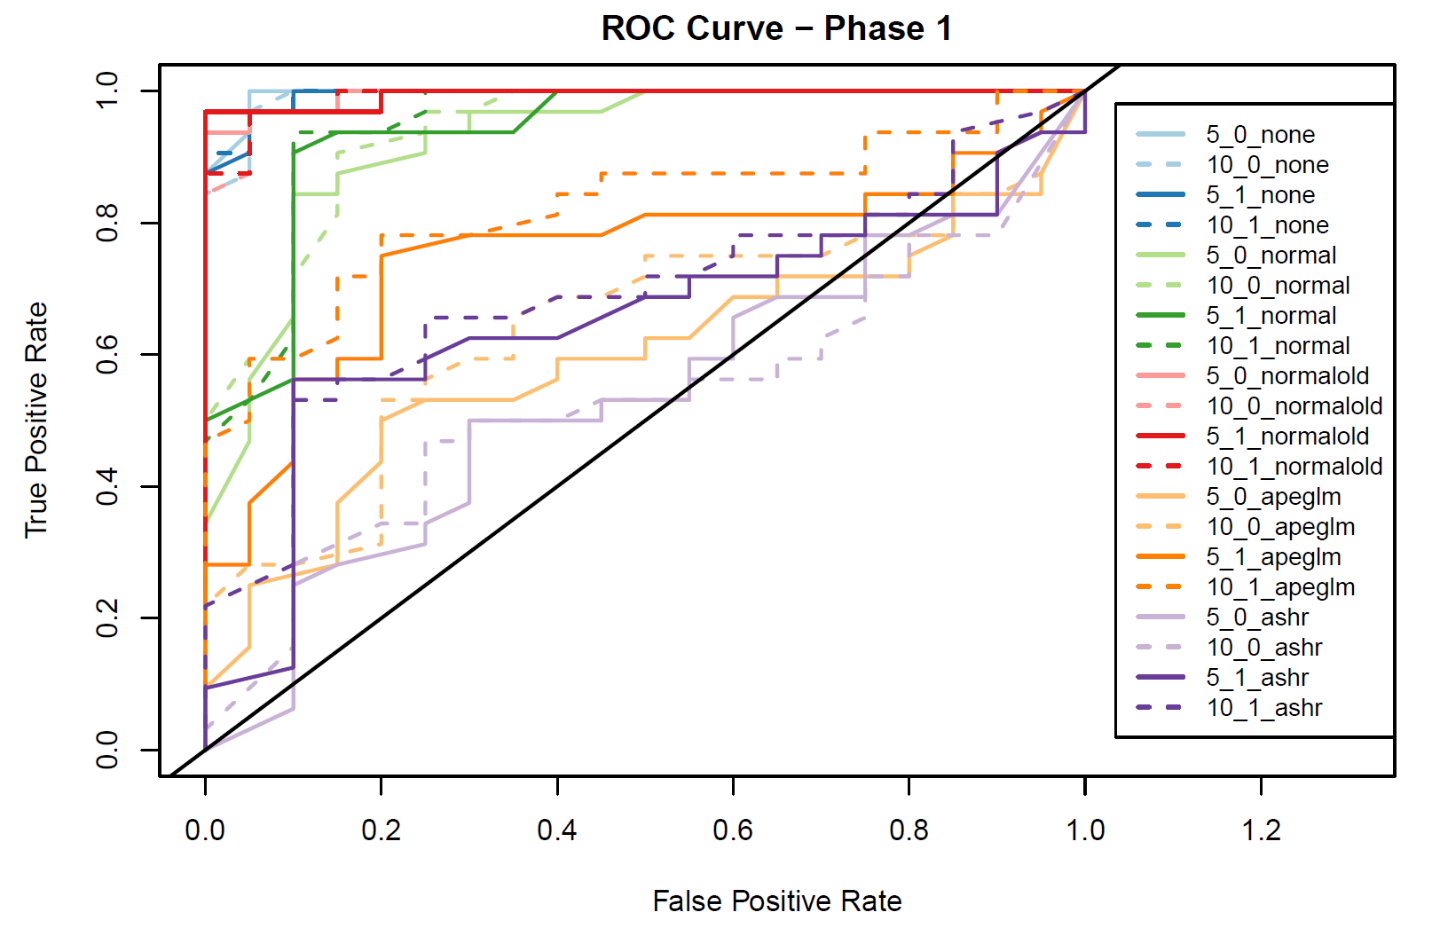 ROC Curve − Phase 1
True Positive Rate
1.0
0.8
0.6
0.4
0.2
0.0
0.0 0.2 0.4 0.6 0.8 1.0 1.2
False Positive Rate
5_0_none
10_0_none
5_1_none
10_1_none
5_0_normal
10_0_normal
5_1_normal
10_1_normal
5_0_normalold
10_0_normalold
5_1_normalold
10_1_normalold
5_0_apeglm
10_0_apeglm
5_1_apeglm
10_1_apeglm
5_0_ashr
10_0_ashr
5_1_ashr
10_1_ashr